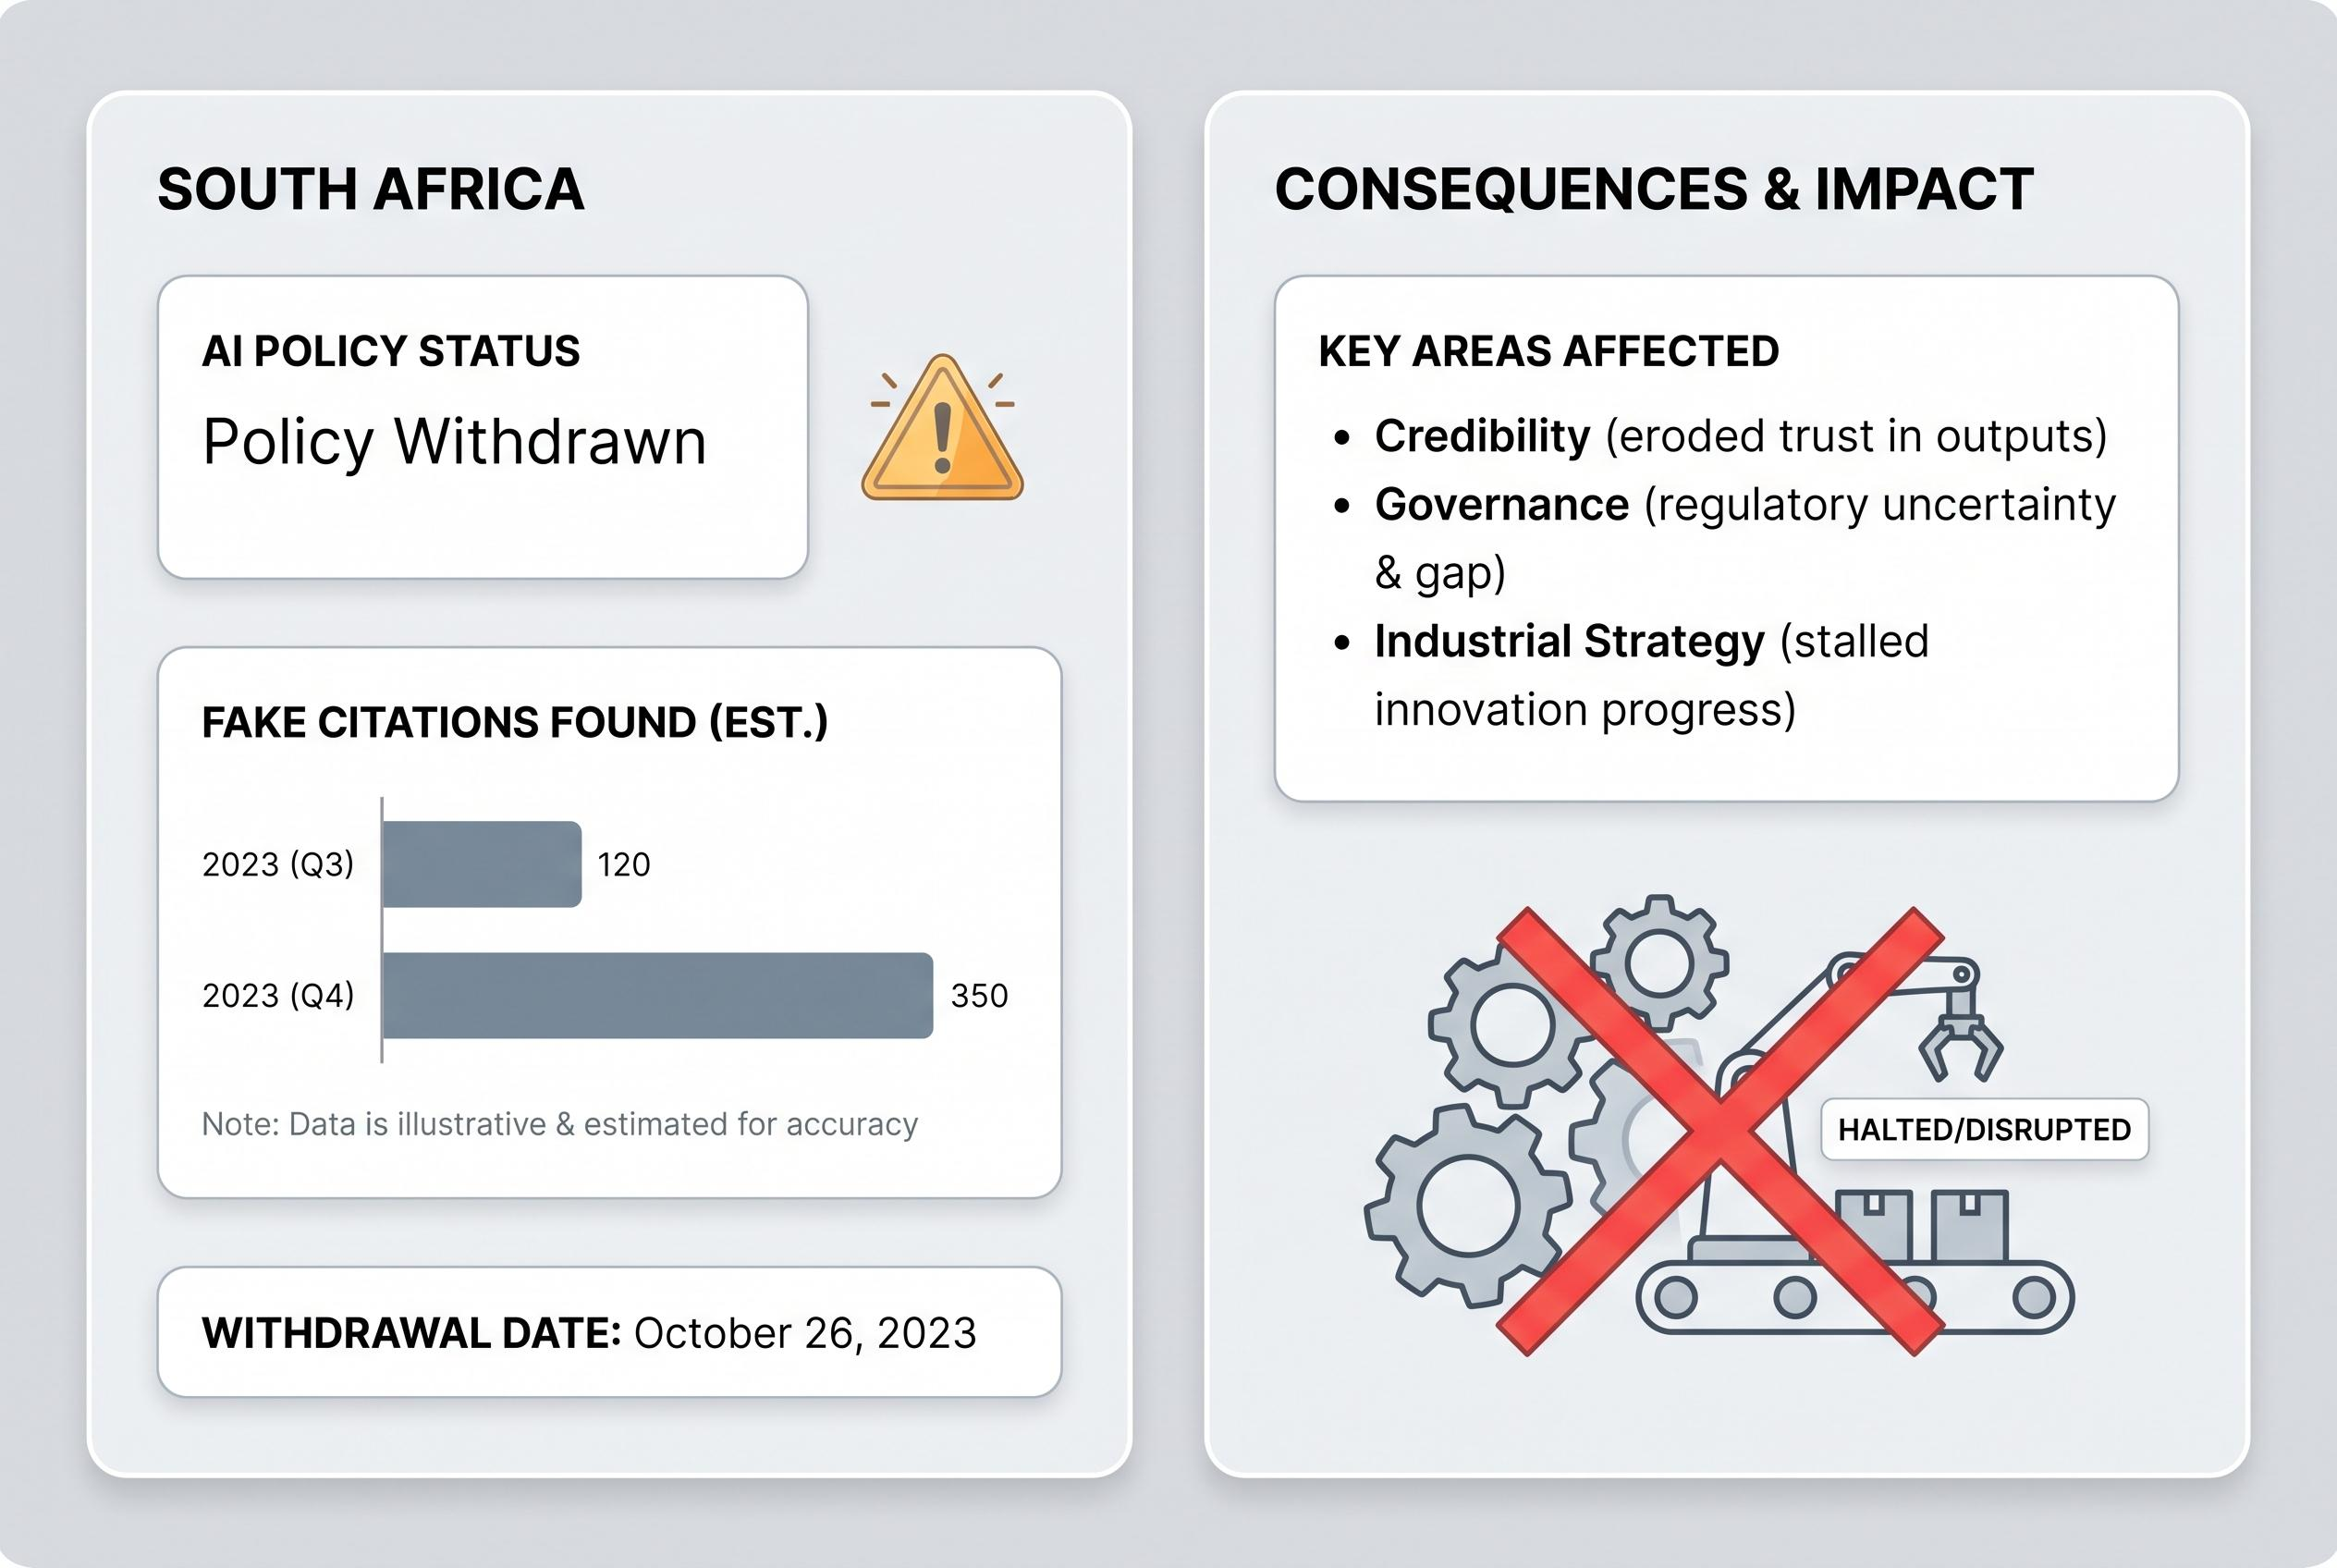 SOUTH AFRICA
AI POLICY STATUS
Policy Withdrawn
FAKE CITATIONS FOUND (EST.)
2023 (Q3) 120
2023 (Q4) 350
Note: Data is illustrative & estimated for accuracy
WITHDRAWAL DATE: October 26, 2023
CONSEQUENCES & IMPACT
KEY AREAS AFFECTED
• Credibility (eroded trust in outputs)
• Governance (regulatory uncertainty
& gap)
• Industrial Strategy (stalled
innovation progress)
HALTED/DISRUPTED